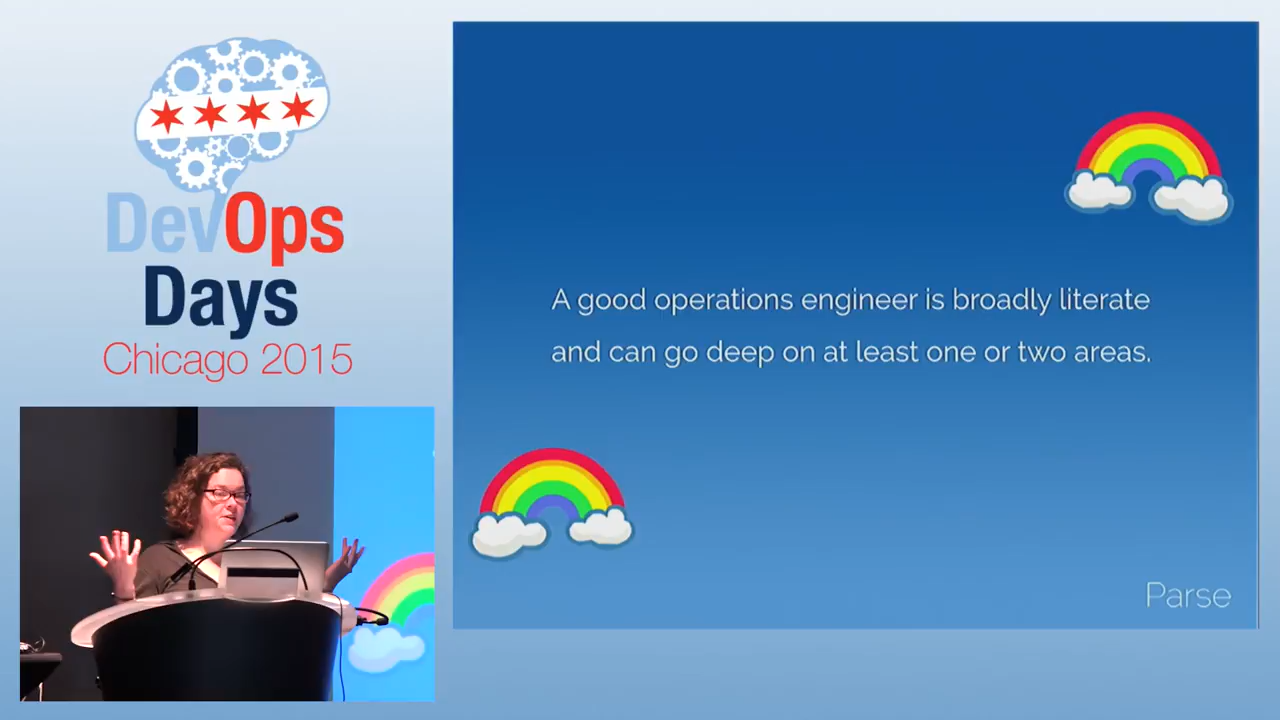 DevOps
Days
Chicago 2015
A good operations engineer is broadly literate
and can go deep on at least one or two areas.
Parse